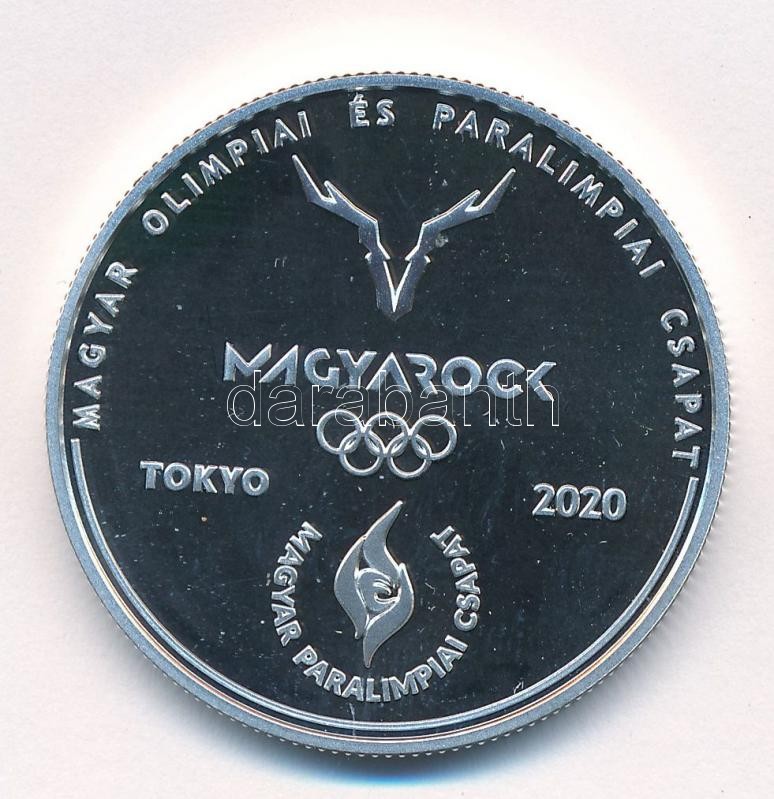 MAGYAR OLIMPIAI ÉS PARALIMPIAI CSAPAT
MAGYAROCK
darabanth
TOKYO
2020
MAGYAR PARALIMPIAI CSAPAT